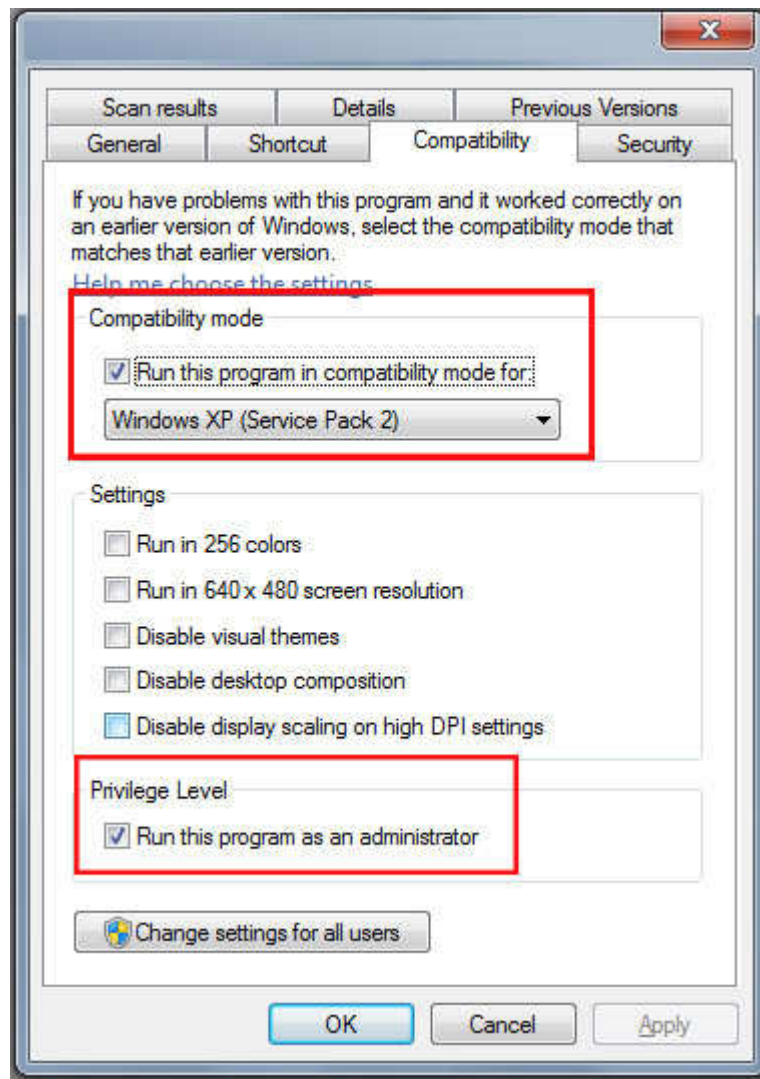 Scan results Details Previous Versions
General Shortcut Compatibility Security
If you have problems with this program and it worked correctly on
an earlier version of Windows, select the compatibility mode that
matches that earlier version.
Help me choose the settings
Compatibility mode
Run this program in compatibility mode for:
Windows XP (Service Pack 2)
Settings
Run in 256 colors
Run in 640 x 480 screen resolution
Disable visual themes
Disable desktop composition
Disable display scaling on high DPI settings
Privilege Level
Run this program as an administrator
Change settings for all users
OK Cancel Apply